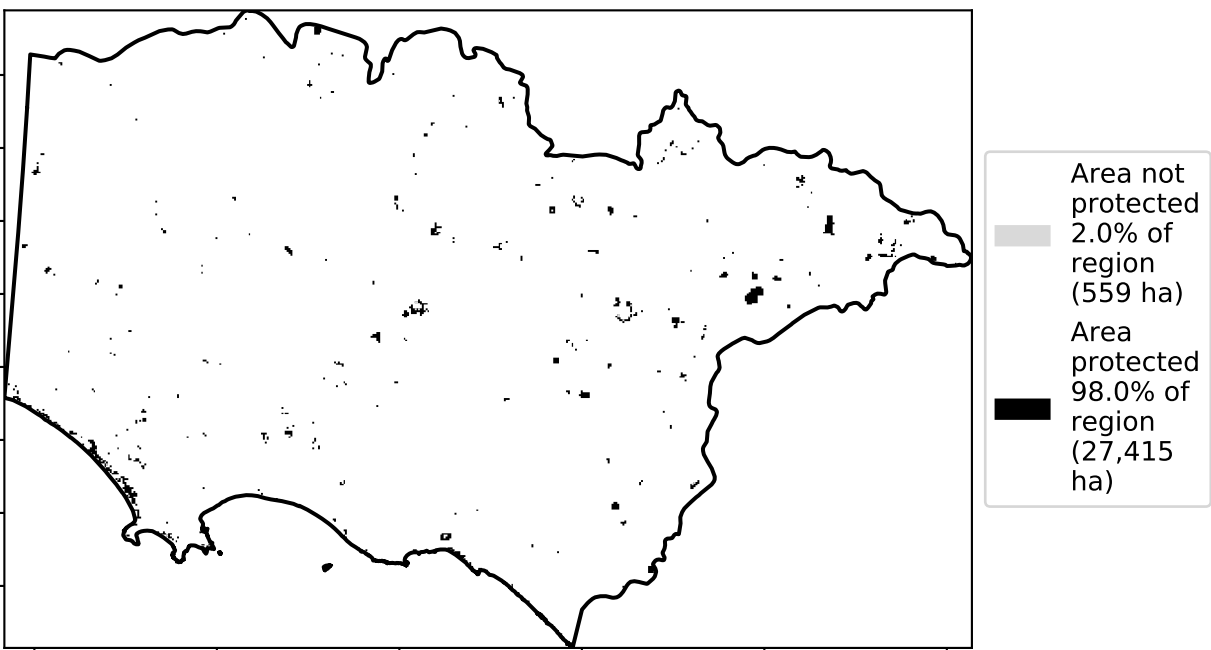 Area not
protected
2.0% of
region
(559 ha)
Area
protected
98.0% of
region
(27,415
ha)